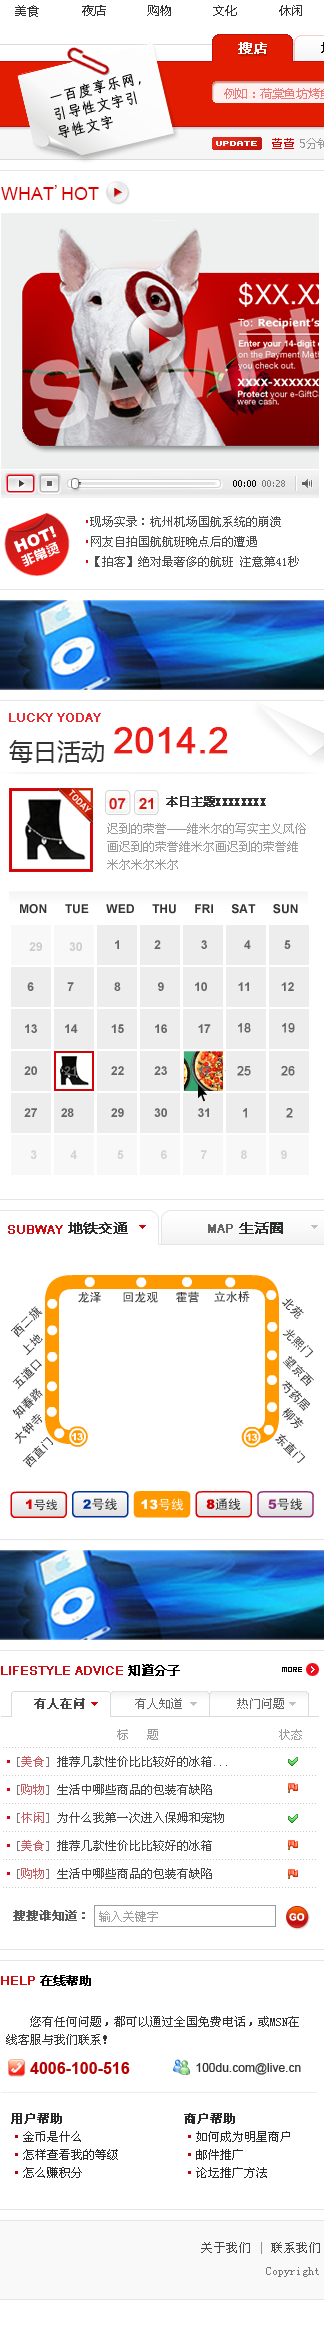 美食 夜店 购物 文化 休闲
搜店
一百度享乐网，
引导性文字引
导性文字
例如：荷棠鱼坊烤鱼
UPDATE 萱萱 5分钟
WHAT' HOT
$XX.X
To: Recipient's
Enter your 14-digit
on the Payment Meth
you check out.
xxxx-xxxxxx
Protect your e-GiftC
were cash.
SAMPL
00:00 00:28
HOT!
非常烫
现场实录：杭州机场国航系统的崩溃
网友自拍国航航班晚点后的遭遇
【拍客】绝对最奢侈的航班 注意第41秒
LUCKY YODAY
每日活动 2014.2
TODAY
07 21 本日主题xxxxxxxx
迟到的荣誉——维米尔的写实主义风俗
画迟到的荣誉维米尔画迟到的荣誉维
米尔米尔米尔
MON TUE WED THU FRI SAT SUN
29 30 1 2 3 4 5
6 7 8 9 10 11 12
13 14 15 16 17 18 19
20 21 22 23 25 26
27 28 29 30 31 1 2
3 4 5 6 7 8 9
SUBWAY 地铁交通 MAP 生活圈
龙泽 回龙观 霍营 立水桥
西二旗
上地
五道口
知春路
大钟寺
西直门
北苑
光熙门
望京西
芍药居
柳芳
东直门
13 13
1号线 2号线 13号线 8通线 5号线
LIFESTYLE ADVICE 知道分子 MORE
有人在问 有人知道 热门问题
标 题 状态
[美食] 推荐几款性价比比较好的冰箱...
[购物] 生活中哪些商品的包装有缺陷
[休闲] 为什么我第一次进入保姆和宠物
[美食] 推荐几款性价比比较好的冰箱
[购物] 生活中哪些商品的包装有缺陷
搜搜谁知道： 输入关键字 GO
HELP 在线帮助
您有任何问题，都可以通过全国免费电话，或MSN在
线客服与我们联系！
4006-100-516 100du.com@live.cn
用户帮助 商户帮助
金币是什么 如何成为明星商户
怎样查看我的等级 邮件推广
怎么赚积分 论坛推广方法
关于我们 | 联系我们
Copyright